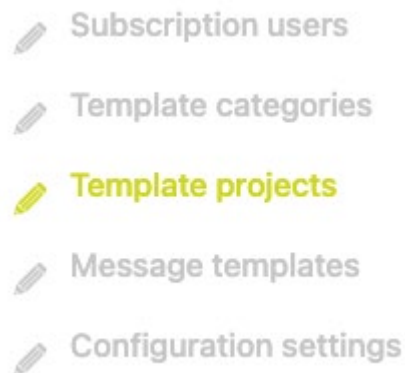 Subscription users
Template categories
Template projects
Message templates
Configuration settings